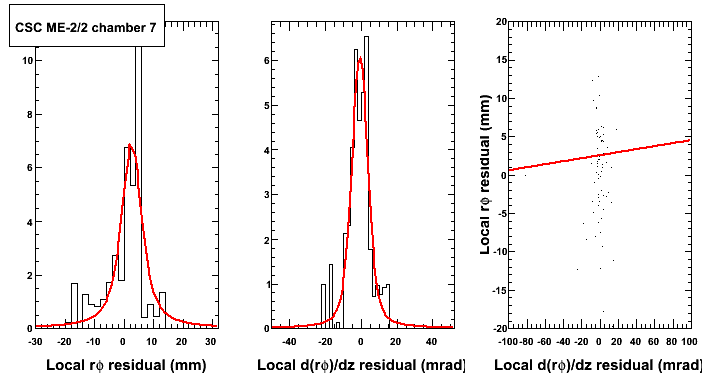 CSC ME-2/2 chamber 7
10
8
6
4
2
0
-30 -20 -10 0 10 20 30
Local rϕ residual (mm)
6
5
4
3
2
1
0
-40 -20 0 20 40
Local d(rϕ)/dz residual (mrad)
Local rϕ residual (mm)
20
15
10
5
0
-5
-10
-15
-20
-100 -80 -60 -40 -20 0 20 40 60 80 100
Local d(rϕ)/dz residual (mrad)